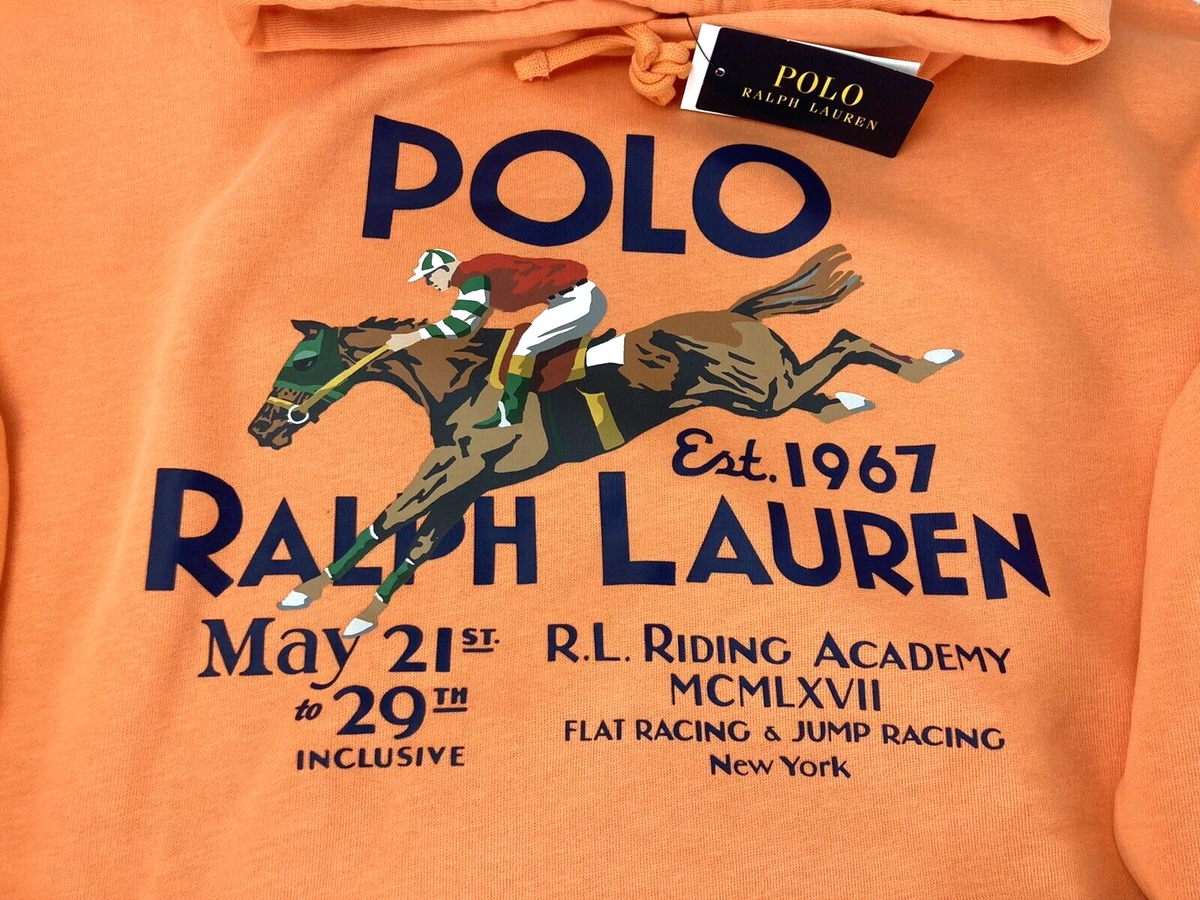 POLO
RALPH LAUREN
POLO
Est. 1967
RALPH LAUREN
May 21ST.
to 29TH
INCLUSIVE
R.L. RIDING ACADEMY
MCMLXVII
FLAT RACING & JUMP RACING
New York